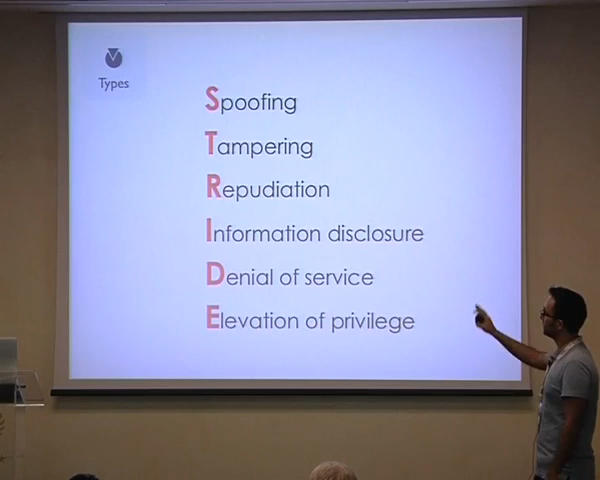 Types
Spoofing
Tampering
Repudiation
Information disclosure
Denial of service
Elevation of privilege